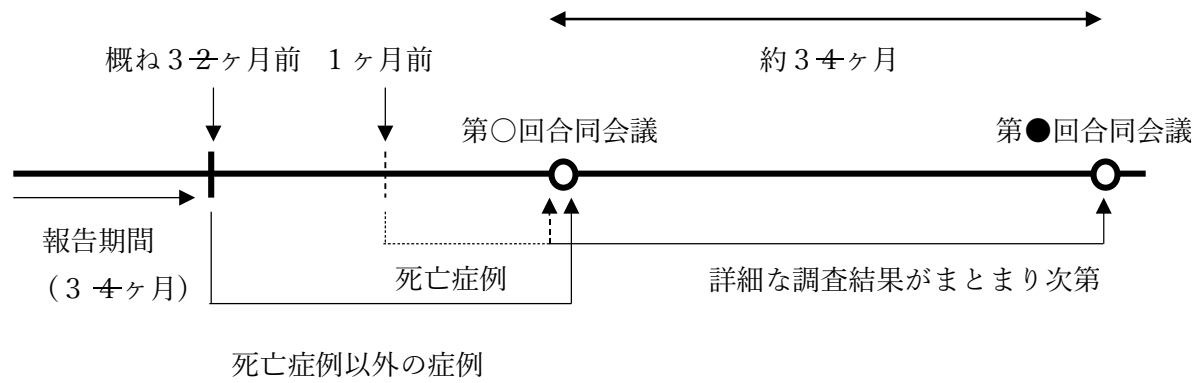 概ね３２ヶ月前
１ヶ月前
約３４ヶ月
第○回合同会議
第●回合同会議
報告期間
（３４ヶ月）
死亡症例
詳細な調査結果がまとまり次第
死亡症例以外の症例